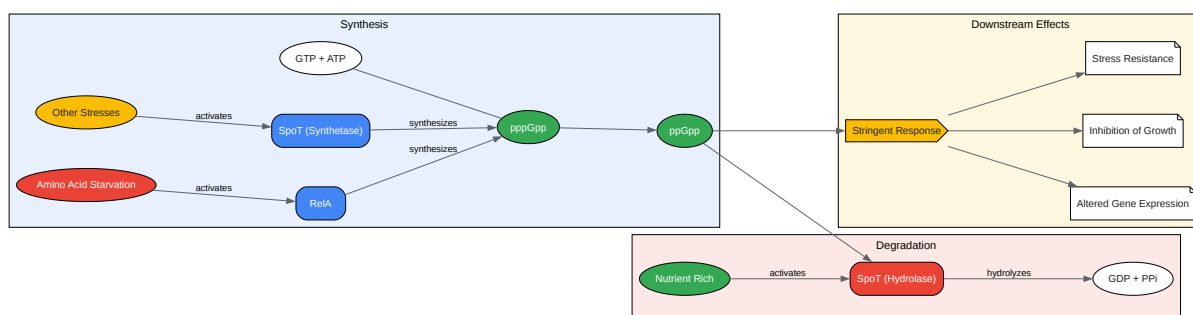 Synthesis
GTP + ATP
Other Stresses
activates
SpoT (Synthetase)
synthesizes
pppGpp
ppGpp
synthesizes
Amino Acid Starvation
activates
RelA
Downstream Effects
Stress Resistance
Stringent Response
Inhibition of Growth
Altered Gene Expression
Degradation
Nutrient Rich
activates
SpoT (Hydrolase)
hydrolyzes
GDP + PPi